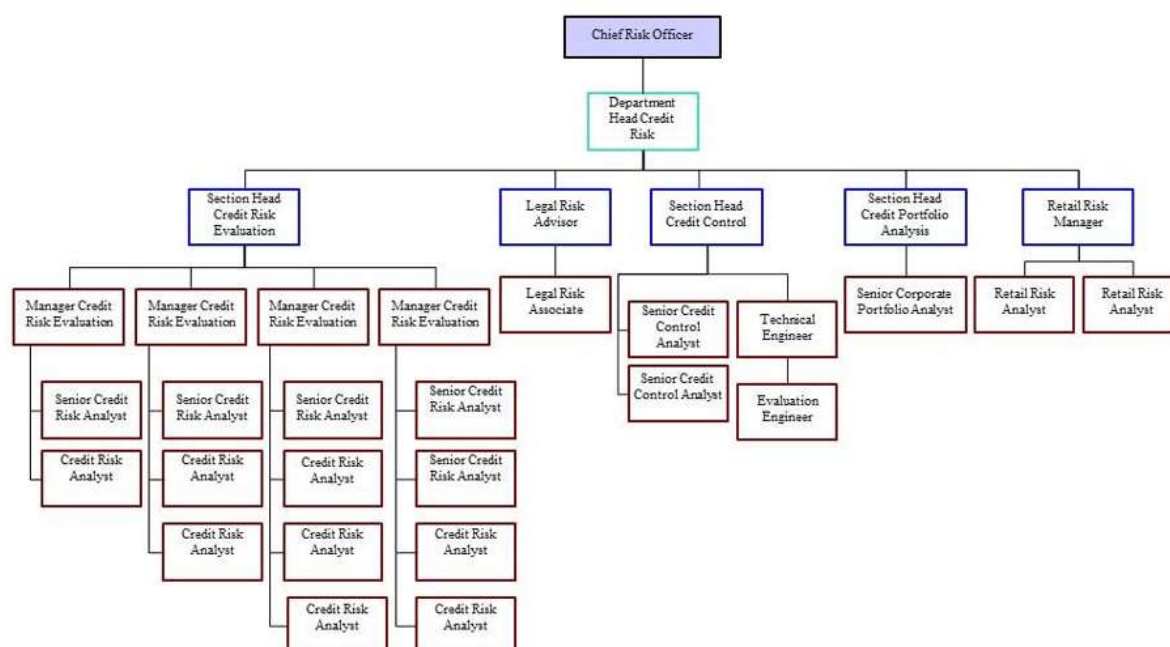 Chief Risk Officer
Department
Head Credit
Risk
Section Head
Credit Risk
Evaluation
Legal Risk
Advisor
Section Head
Credit Control
Section Head
Credit Portfolio
Analysis
Retail Risk
Manager
Manager Credit
Risk Evaluation
Manager Credit
Risk Evaluation
Manager Credit
Risk Evaluation
Manager Credit
Risk Evaluation
Legal Risk
Associate
Senior Credit
Control
Analyst
Technical
Engineer
Senior Corporate
Portfolio Analyst
Retail Risk
Analyst
Retail Risk
Analyst
Senior Credit
Risk Analyst
Senior Credit
Risk Analyst
Senior Credit
Risk Analyst
Senior Credit
Risk Analyst
Senior Credit
Control Analyst
Evaluation
Engineer
Credit Risk
Analyst
Credit Risk
Analyst
Credit Risk
Analyst
Senior Credit
Risk Analyst
Credit Risk
Analyst
Credit Risk
Analyst
Credit Risk
Analyst
Credit Risk
Analyst
Credit Risk
Analyst